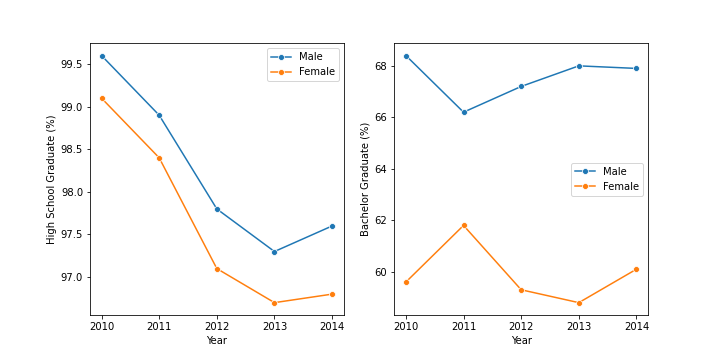 High School Graduate (%)
99.5
99.0
98.5
98.0
97.5
97.0
Male
Female
2010 2011 2012 2013 2014
Year
Bachelor Graduate (%)
68
66
64
62
60
Male
Female
2010 2011 2012 2013 2014
Year